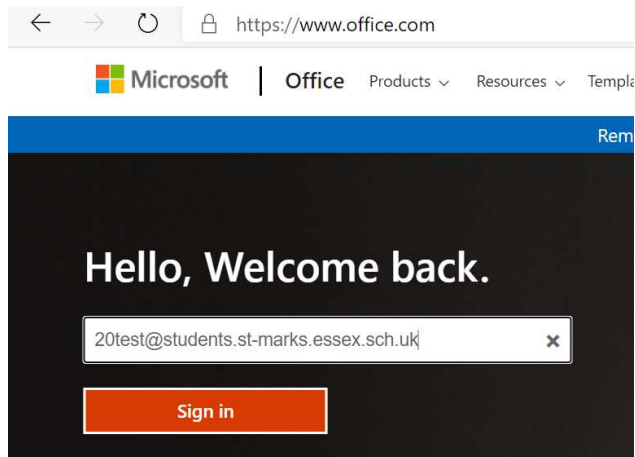 https://www.office.com
Microsoft | Office Products Resources
Rem
Hello, Welcome back.
20test@students.st-marks.essex.sch.uk
Sign in